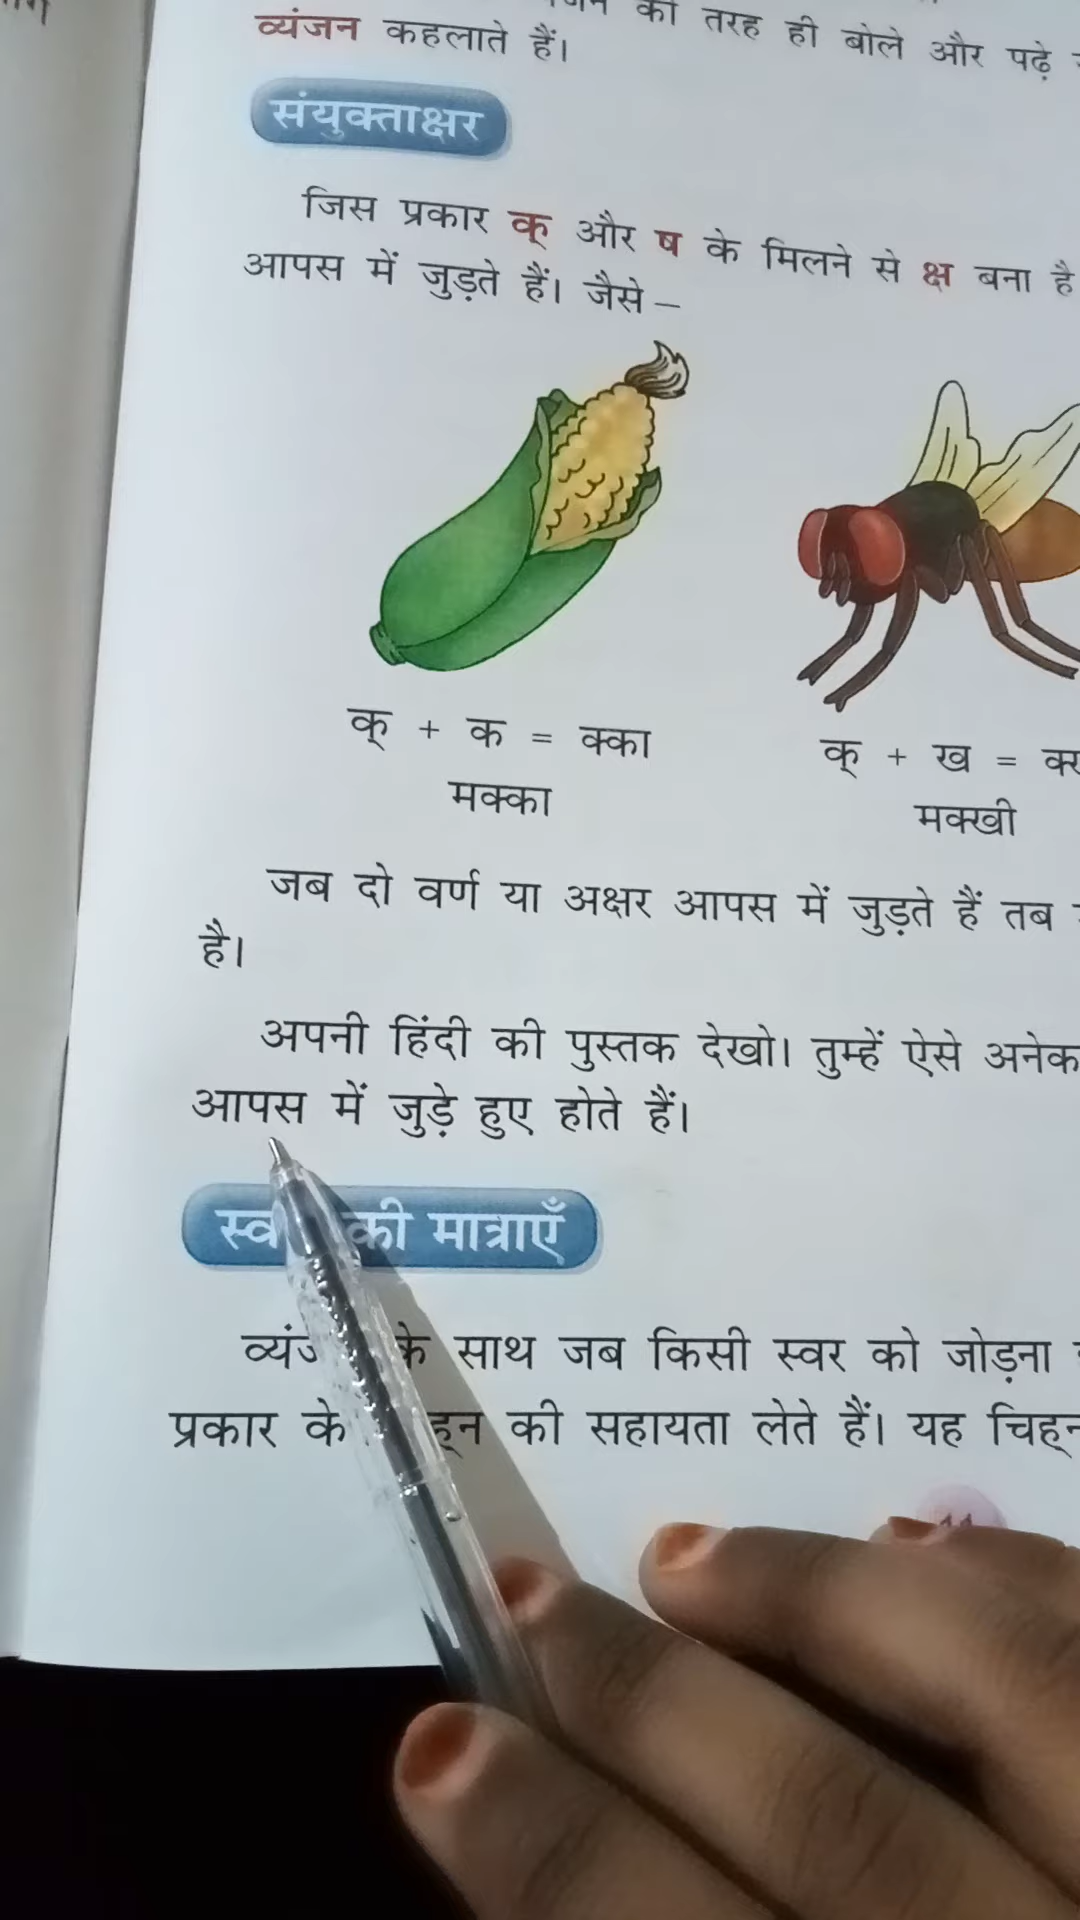 की तरह ही बोले और पढ़े
व्यंजन कहलाते हैं।
संयुक्ताक्षर
जिस प्रकार क् और ष के मिलने से क्ष बना है
आपस में जुड़ते हैं। जैसे –
क् + क = क्का
क् + ख =
मक्का
मक्खी
जब दो वर्ण या अक्षर आपस में जुड़ते हैं तब
है।
अपनी हिंदी की पुस्तक देखो। तुम्हें ऐसे अनेक
आपस में जुड़े हुए होते हैं।
की मात्राएँ
के साथ जब किसी स्वर को जोड़ना
प्रकार के की सहायता लेते हैं। यह चिह्न